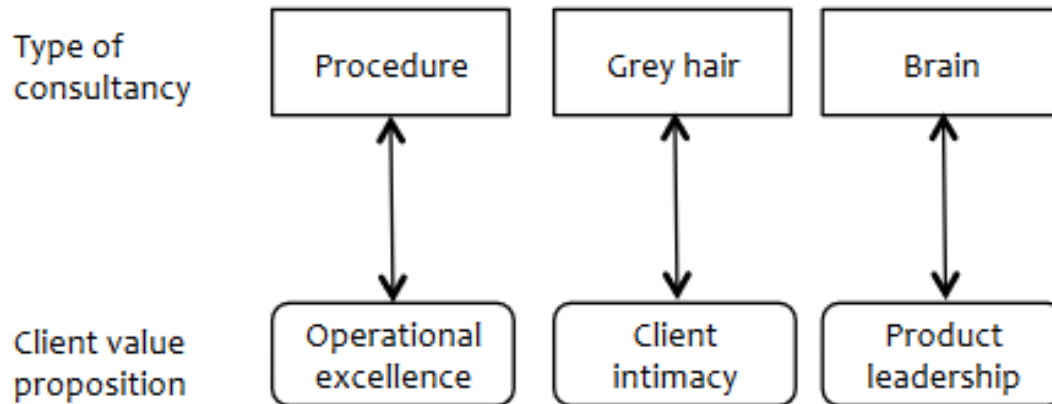 Type of
consultancy
Procedure
Grey hair
Brain
Client value
proposition
Operational
excellence
Client
intimacy
Product
leadership